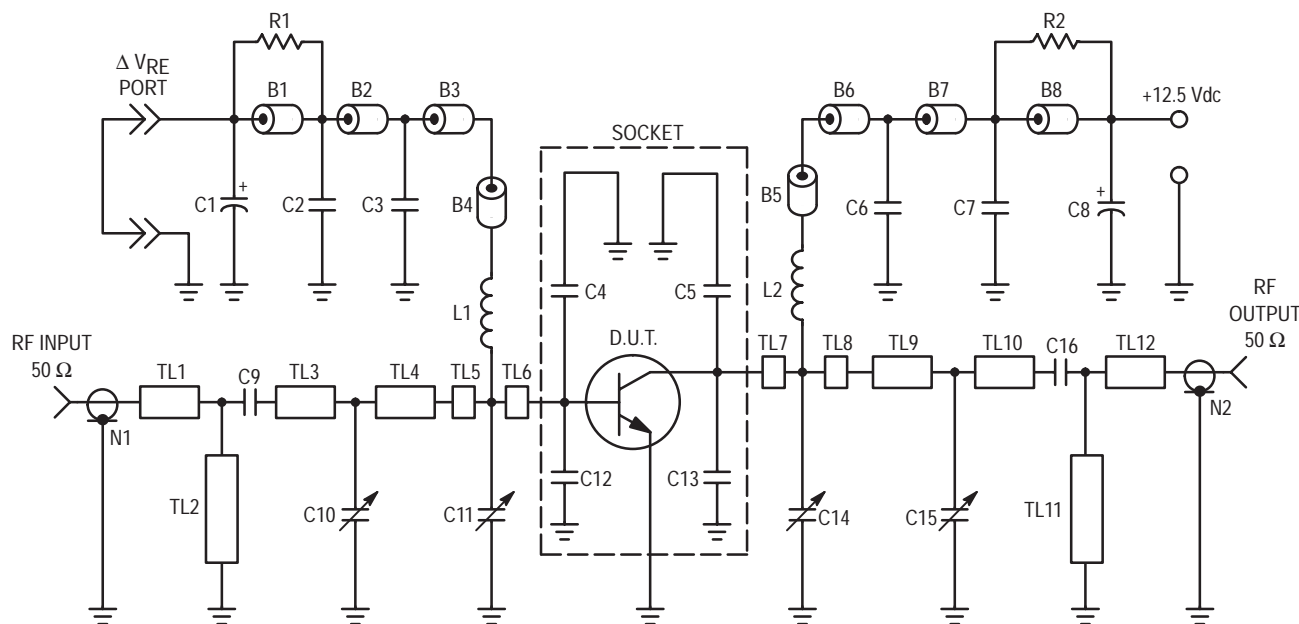 R1
R2
Δ VRE
PORT
B1
B2
B3
B6
B7
B8
+12.5 Vdc
SOCKET
+
C1
C2
C3
B4
B5
C6
C7
+
C8
L1
C4
C5
L2
RF
OUTPUT
50 Ω
RF INPUT
50 Ω
D.U.T.
TL1
C9
TL3
TL4
TL5
TL6
TL7
TL8
TL9
TL10
C16
TL12
N1
N2
TL2
C10
C11
C12
C13
C14
C15
TL11